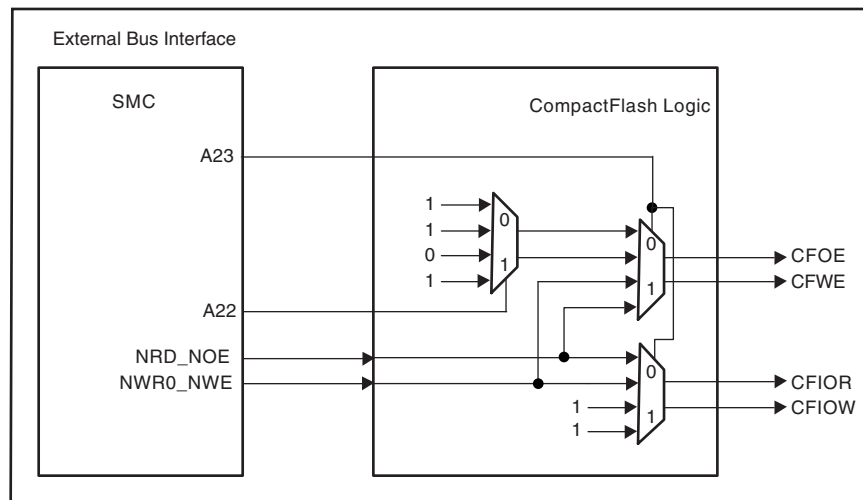 External Bus Interface
SMC
CompactFlash Logic
A23
1
1
0
1
0
1
0
1
CFOE
CFWE
A22
NRD_NOE
NWR0_NWE
1
1
0
1
CFIOR
CFIOW